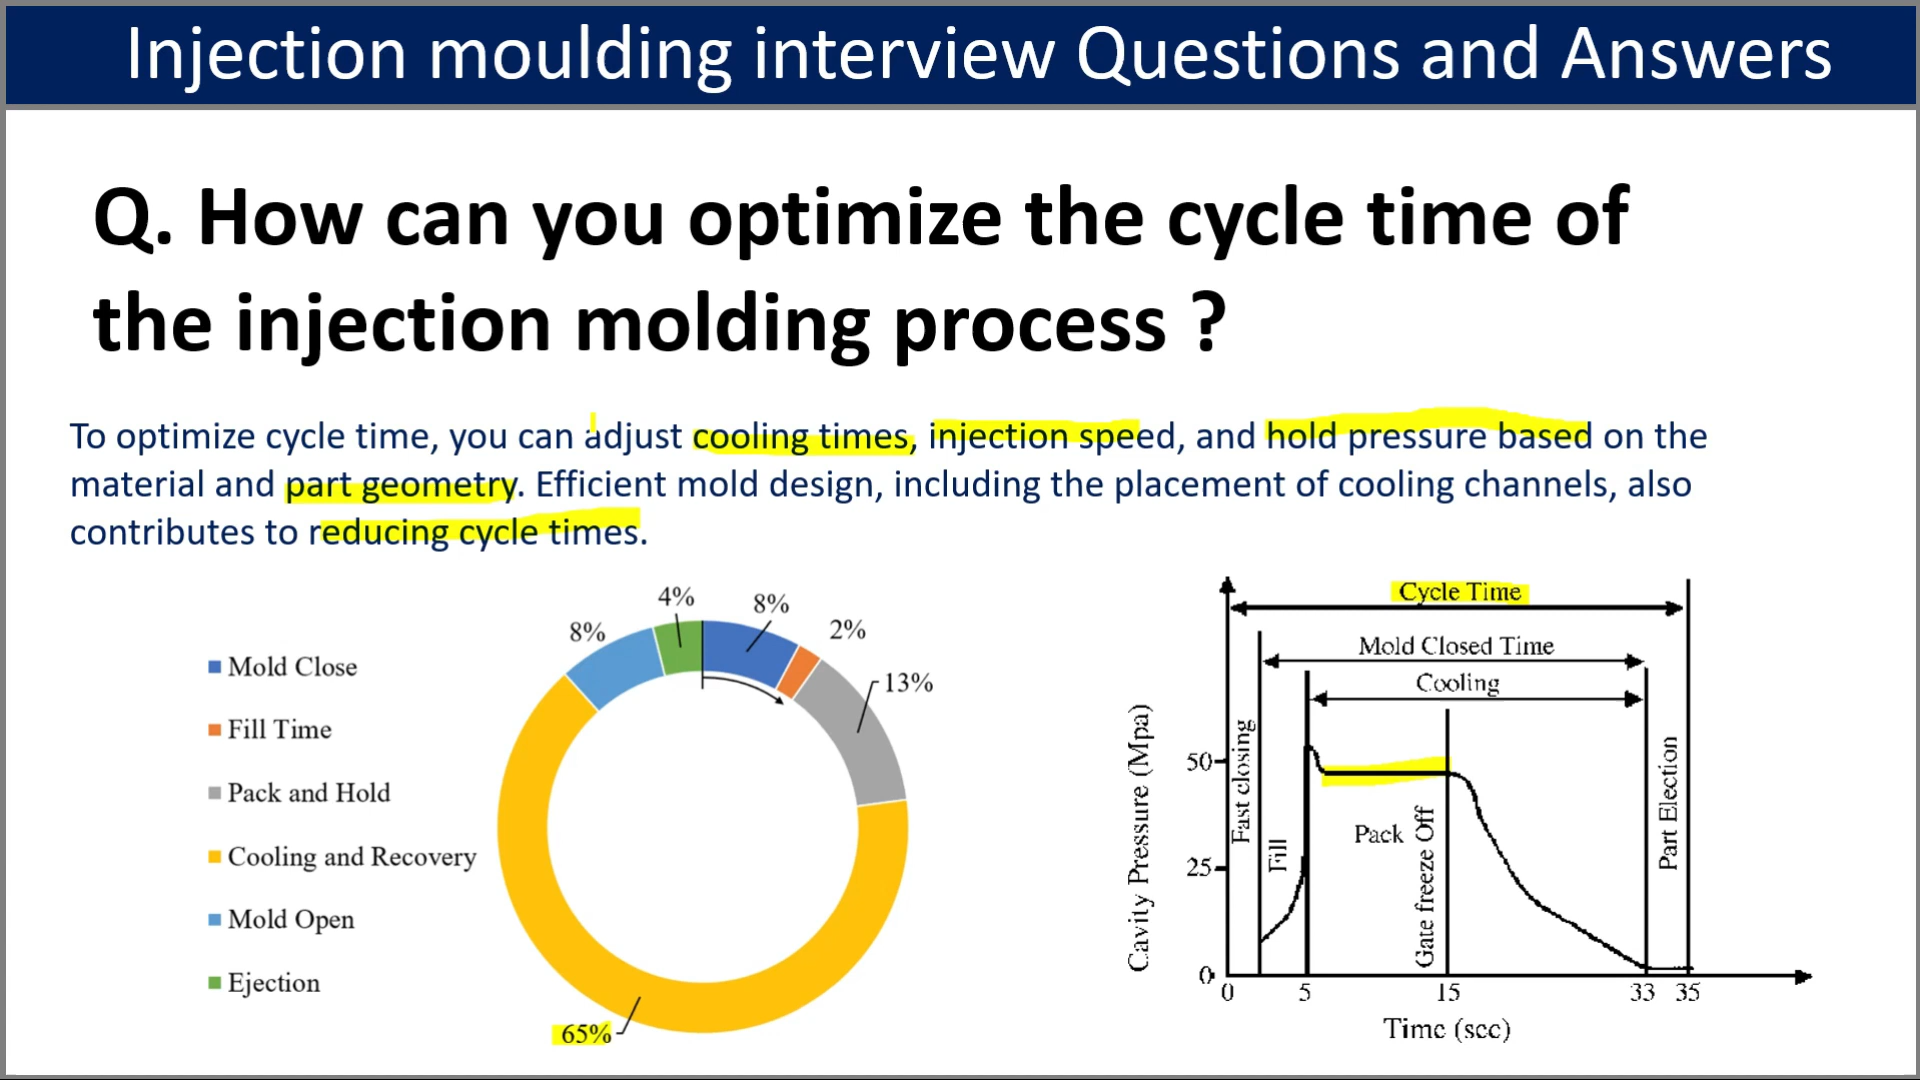 Injection moulding interview Questions and Answers
Q. How can you optimize the cycle time of
the injection molding process ?
To optimize cycle time, you can adjust cooling times, injection speed, and hold pressure based on the
material and part geometry. Efficient mold design, including the placement of cooling channels, also
contributes to reducing cycle times.
Mold Close
Fill Time
Pack and Hold
Cooling and Recovery
Mold Open
Ejection
4%
8%
8%
2%
13%
65%
Cycle Time
Mold Closed Time
Cooling
Cavity Pressure (Mpa)
50
25
0
Fast closing
Fill
Pack
Gate freeze Off
Part Election
0
5
15
33
35
Time (sec)